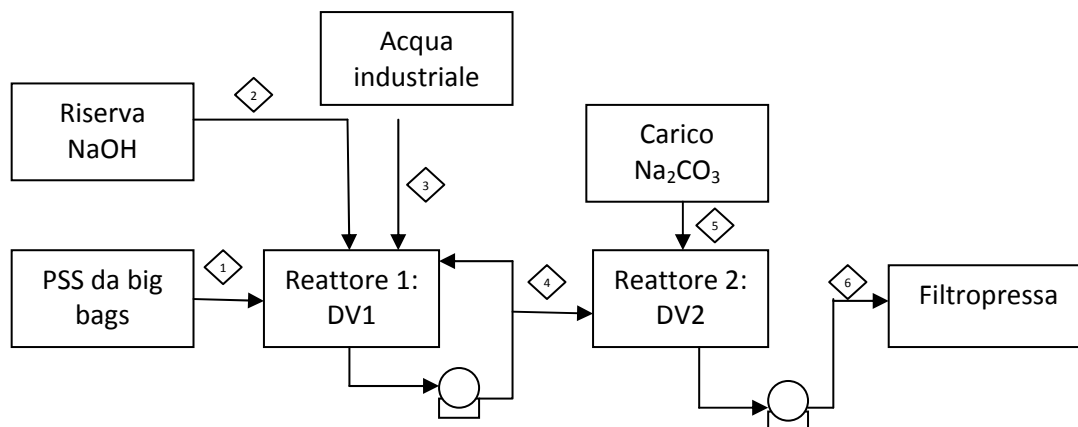 Acqua
industriale
2
Riserva
NaOH
Carico
Na₂CO₃
3
5
1
PSS da big
bags
Reattore 1:
DV1
4
Reattore 2:
DV2
6
Filtropressa